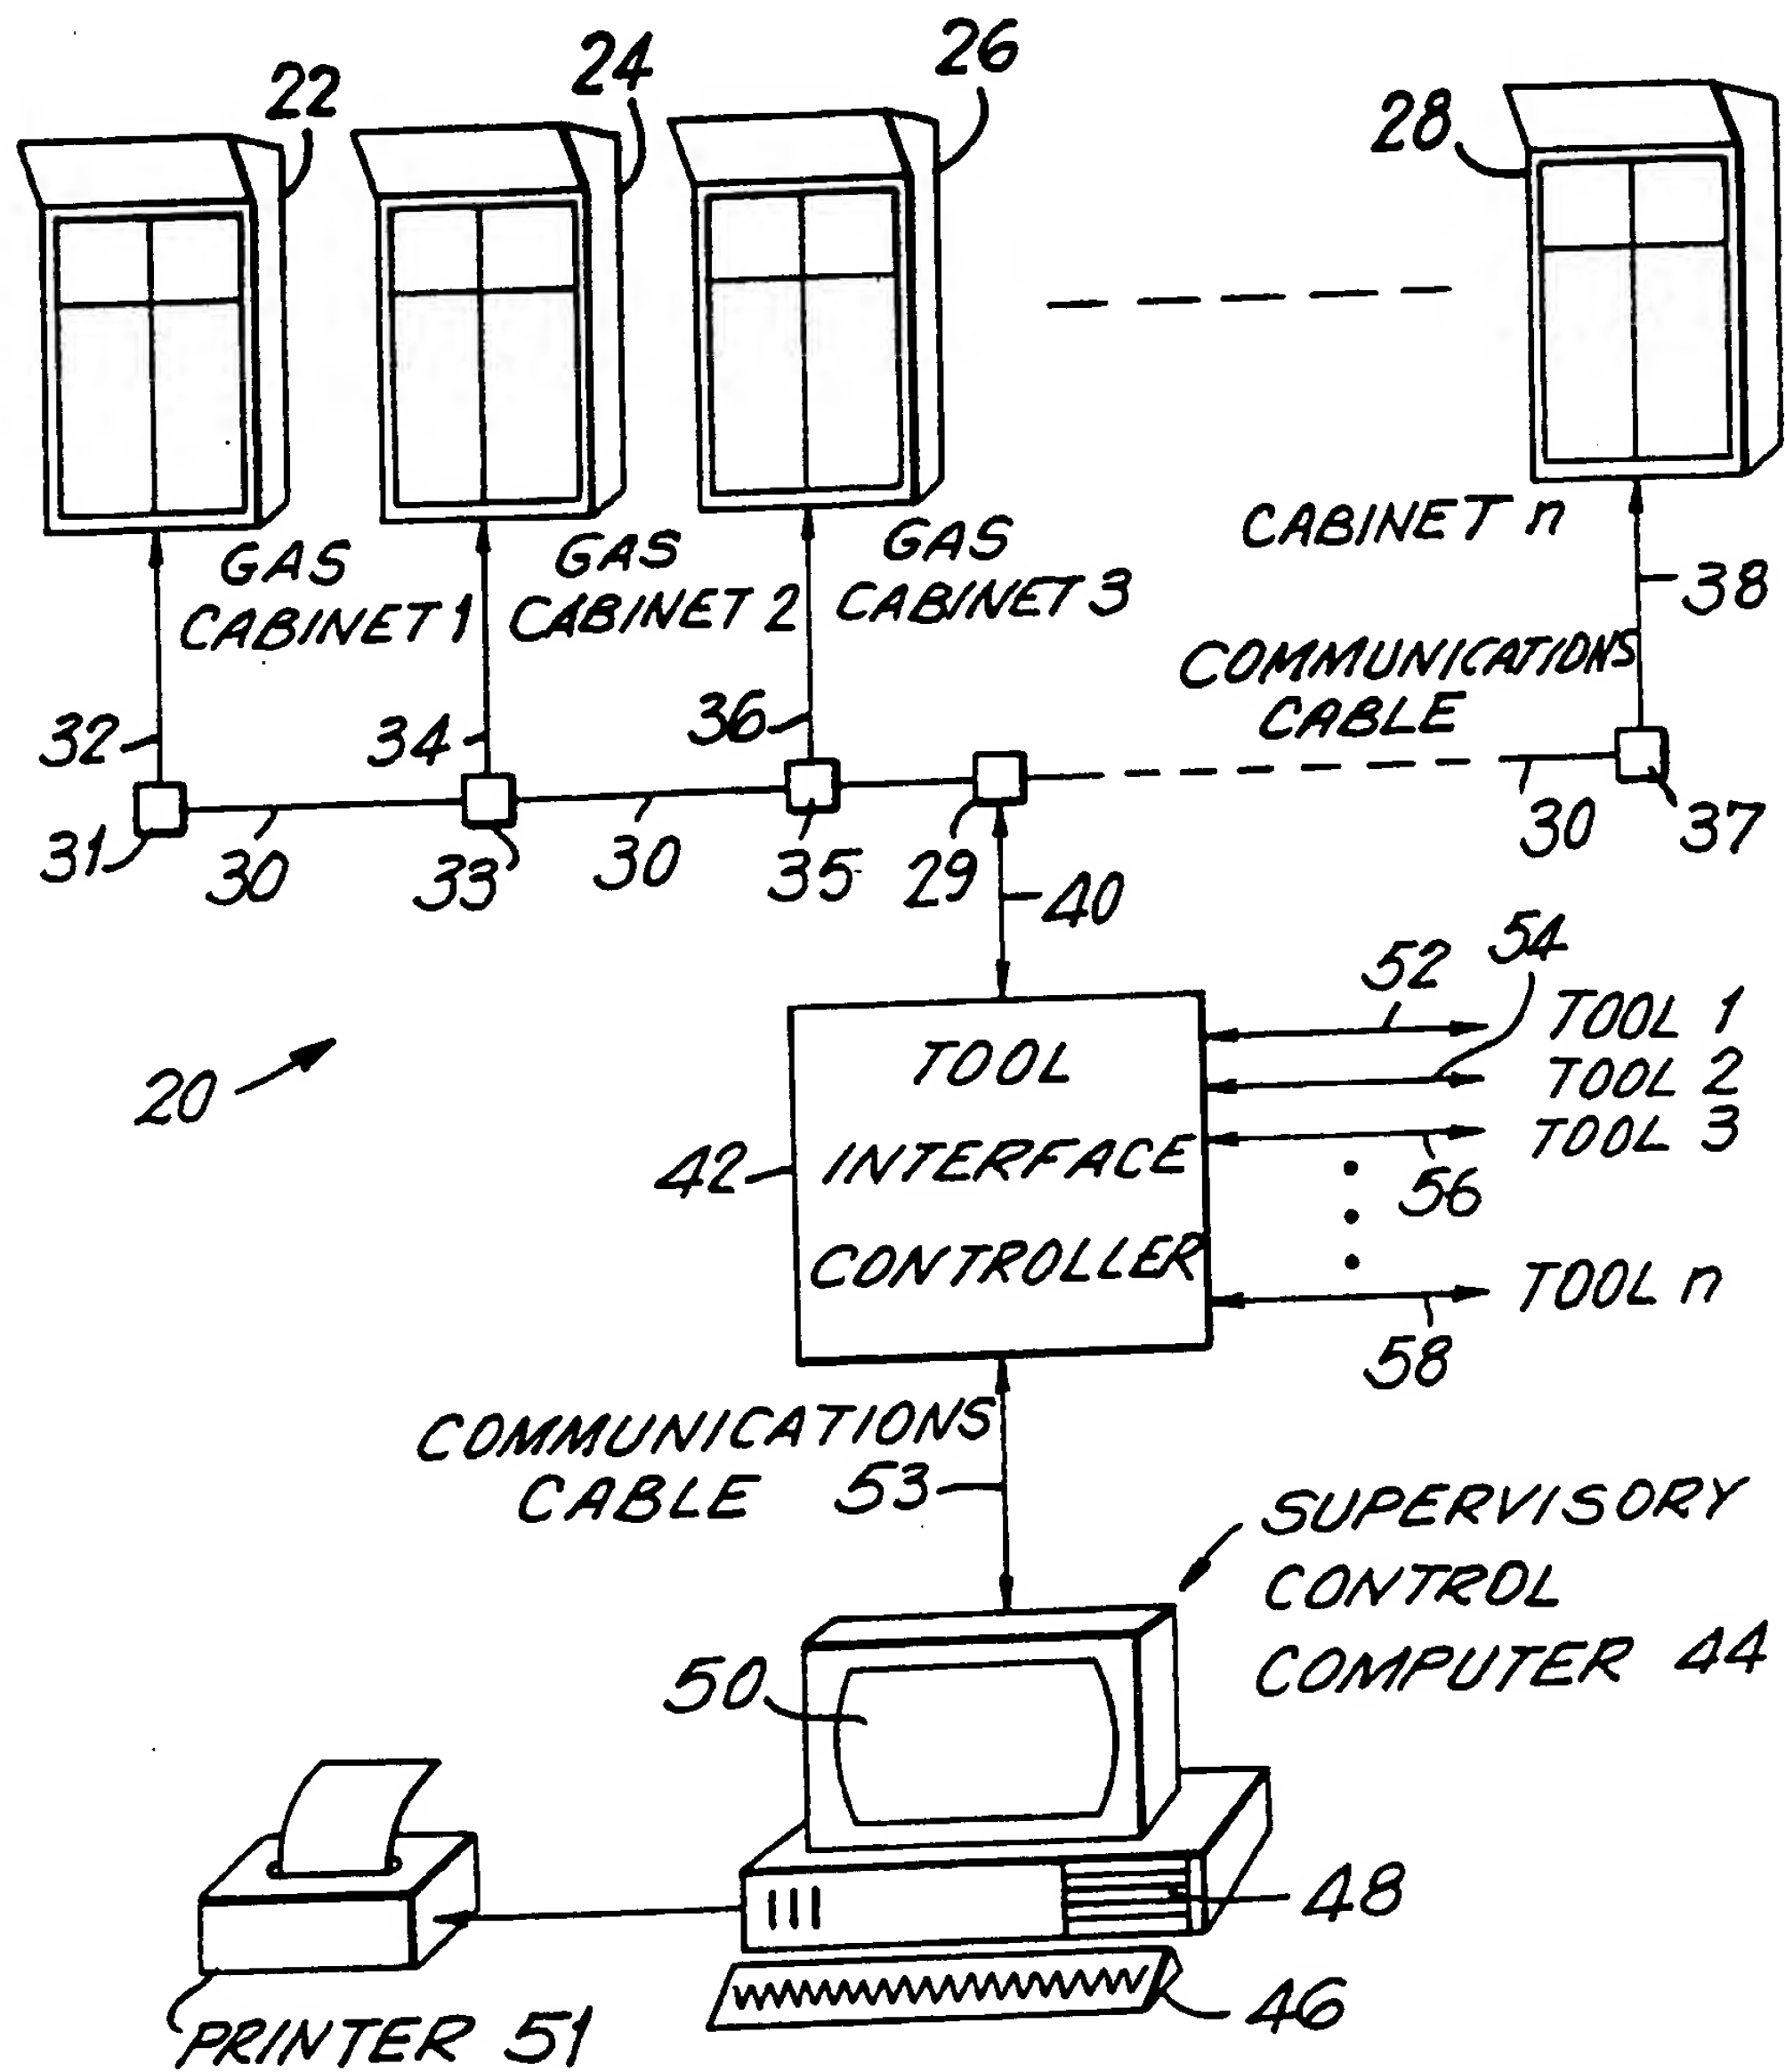 22
24
26
28
GAS
CABINET 1
GAS
CABINET 2
GAS
CABINET 3
CABINET n
38
COMMUNICATIONS
CABLE
32
34
36
31
30
33
30
35
29
30
37
40
52
54
TOOL 1
TOOL 2
TOOL 3
56
TOOL n
58
20
42
TOOL
INTERFACE
CONTROLLER
COMMUNICATIONS
CABLE 53
SUPERVISORY
CONTROL
COMPUTER 44
50
48
46
PRINTER 51